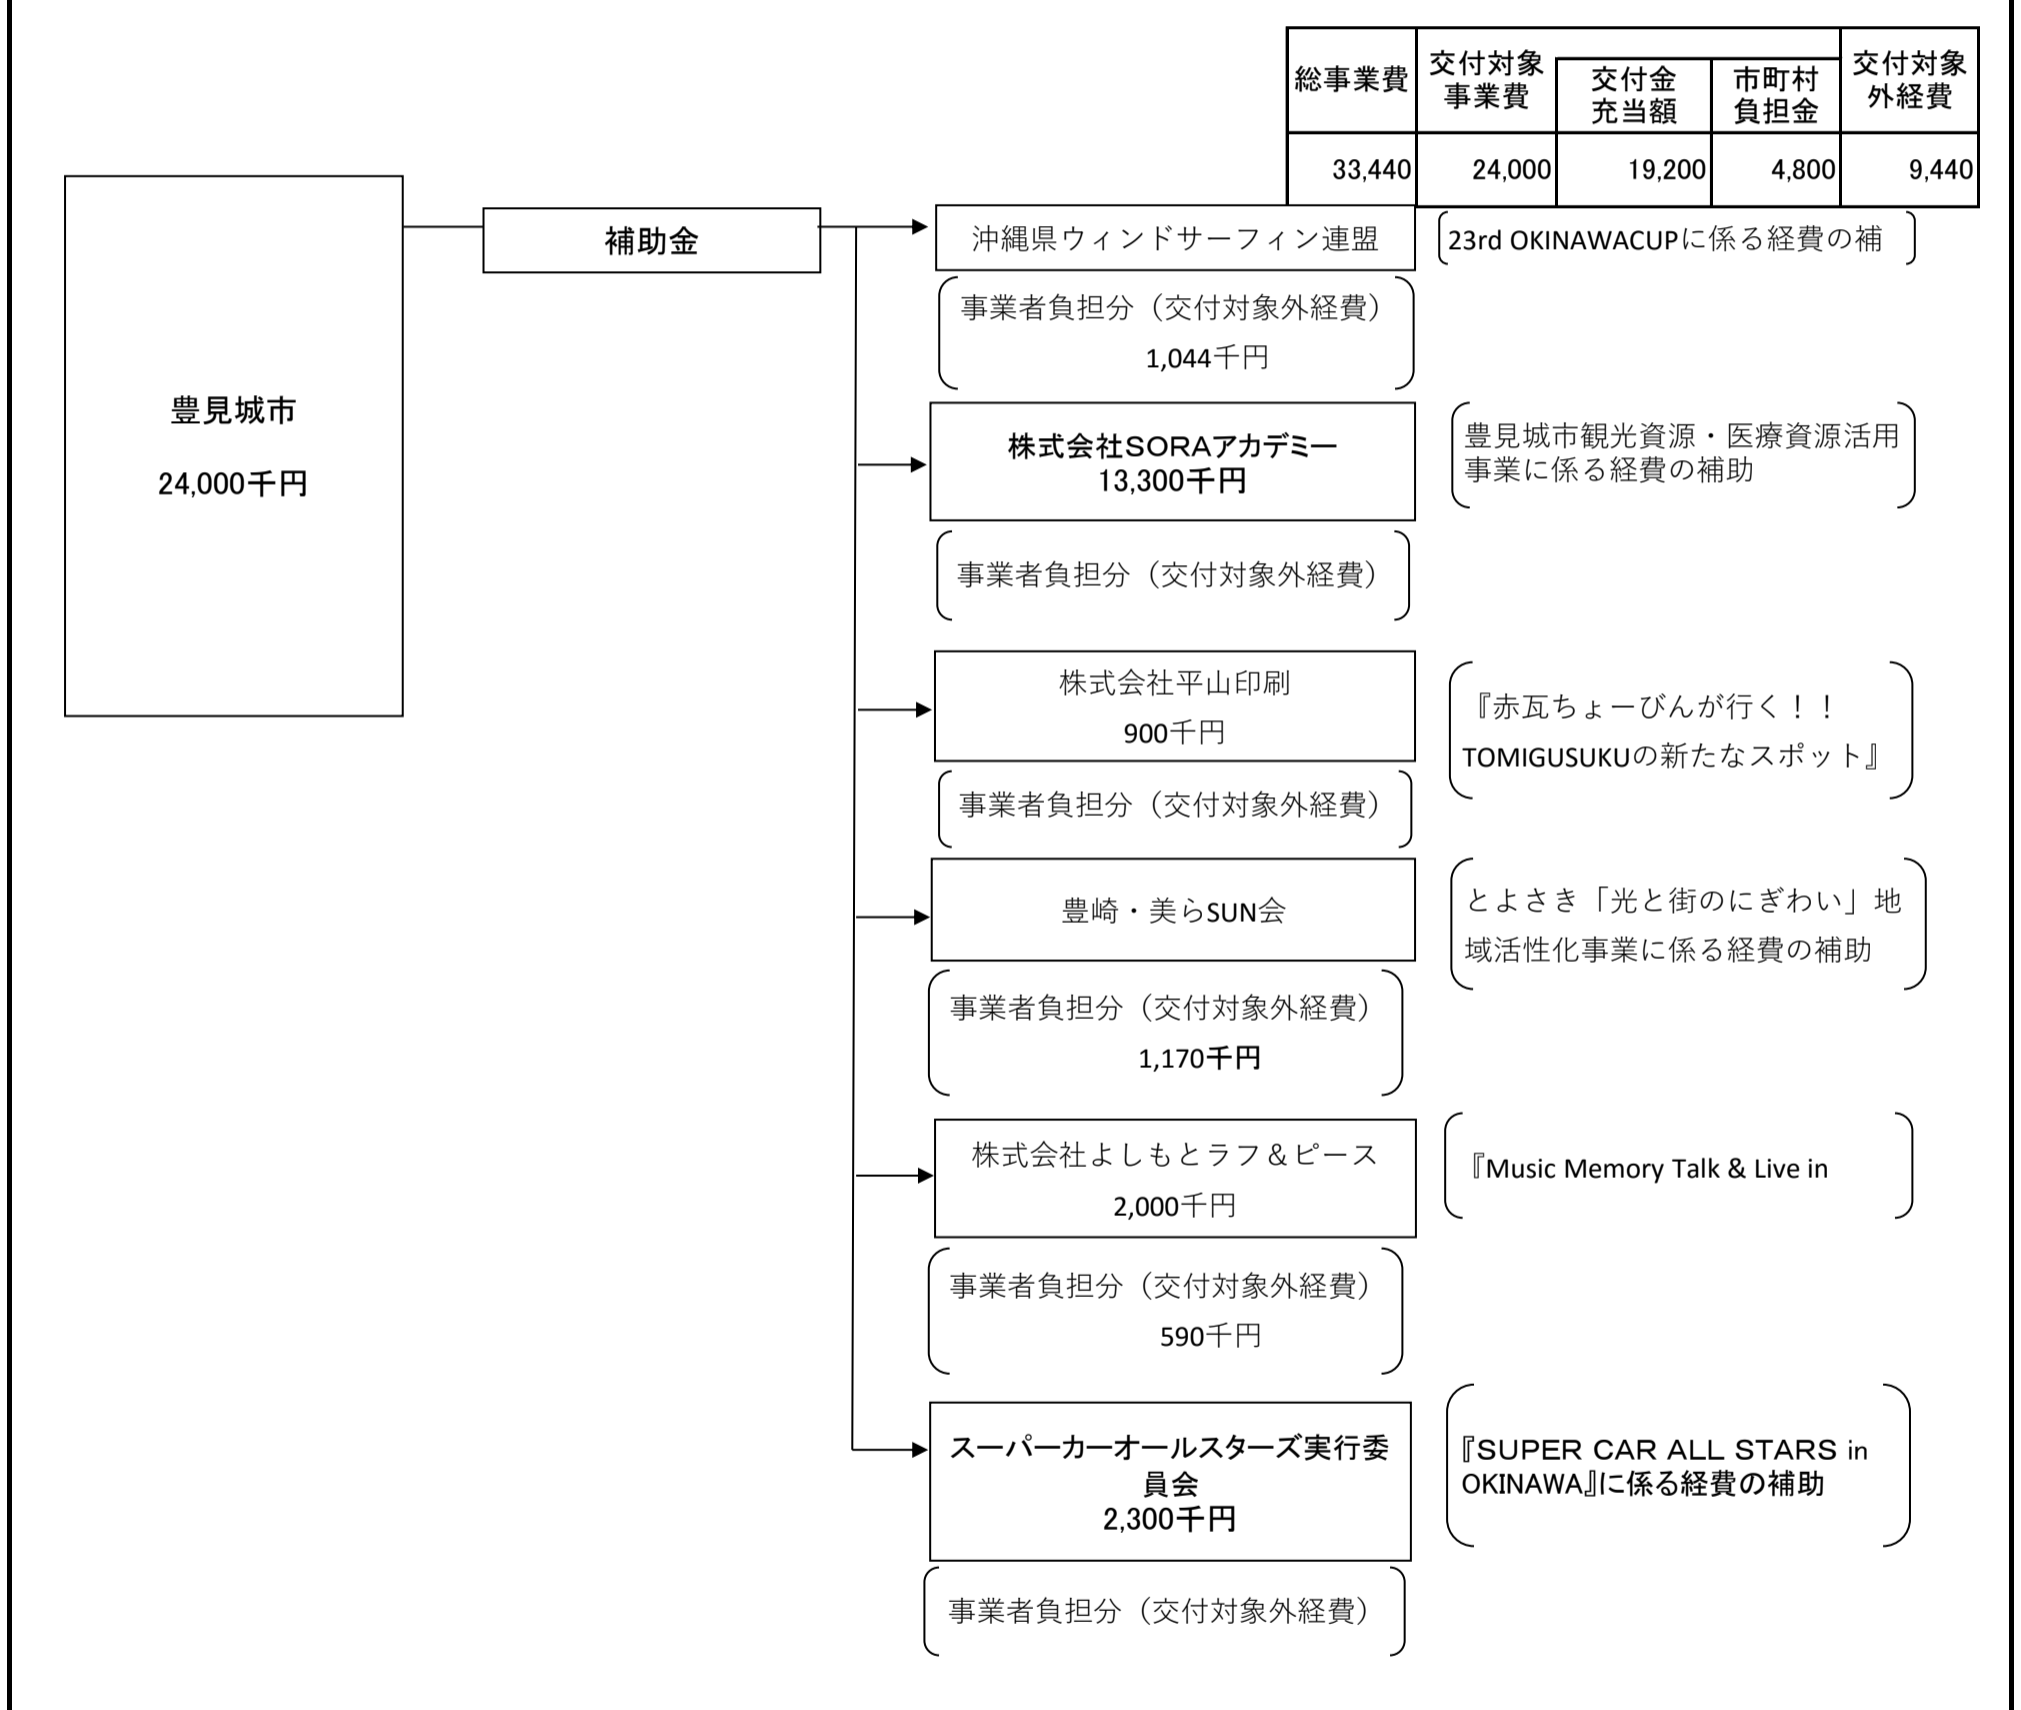 総事業費
交付対象
事業費
交付金
充当額
市町村
負担金
交付対象
外経費
33,440
24,000
19,200
4,800
9,440
豊見城市
24,000千円
補助金
沖縄県ウィンドサーフィン連盟
23rd OKINAWACUPに係る経費の補
事業者負担分（交付対象外経費）
1,044千円
株式会社SORAアカデミー
13,300千円
豊見城市観光資源・医療資源活用
事業に係る経費の補助
事業者負担分（交付対象外経費）
株式会社平山印刷
900千円
『赤瓦ちょーびんが行く！！
TOMIGUSUKUの新たなスポット』
事業者負担分（交付対象外経費）
豊崎・美らSUN会
とよさき「光と街のにぎわい」地
域活性化事業に係る経費の補助
事業者負担分（交付対象外経費）
1,170千円
株式会社よしもとラフ＆ピース
2,000千円
『Music Memory Talk & Live in
事業者負担分（交付対象外経費）
590千円
スーパーカーオールスターズ実行委
員会
2,300千円
『SUPER CAR ALL STARS in
OKINAWA』に係る経費の補助
事業者負担分（交付対象外経費）